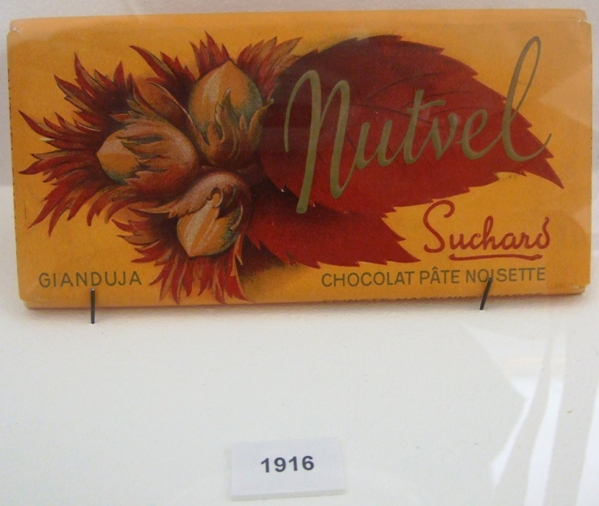 Nutvel
Suchard
GIANDUJA
CHOCOLAT PÂTE NOISETTE
1916